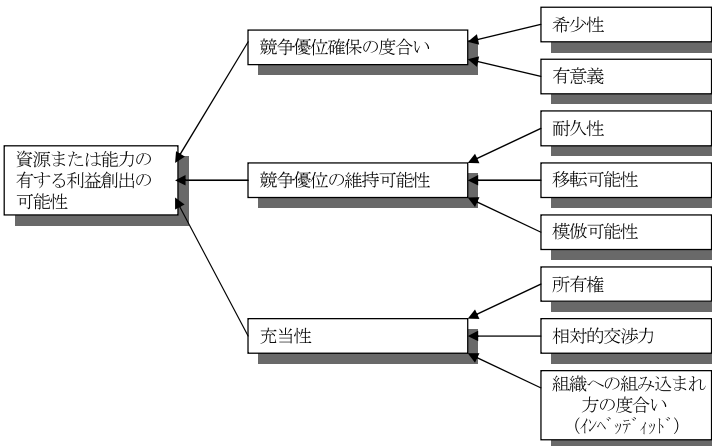 資源または能力の
有する利益創出の
可能性
競争優位確保の度合い
競争優位の維持可能性
充当性
希少性
有意義
耐久性
移転可能性
模倣可能性
所有権
相対的交渉力
組織への組み込まれ
方の度合い
(ｲﾝﾍﾞｯﾃﾞｨｯﾄﾞ)